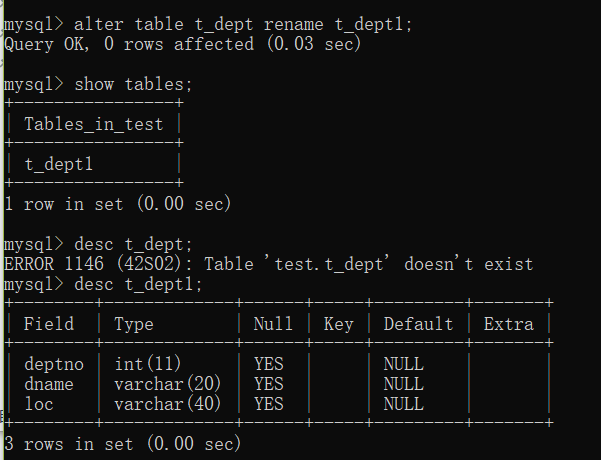 mysql> alter table t_dept rename t_dept1;
Query OK, 0 rows affected (0.03 sec)
mysql> show tables;
+----------------+
| Tables_in_test |
+----------------+
| t_dept1        |
+----------------+
1 row in set (0.00 sec)
mysql> desc t_dept;
ERROR 1146 (42S02): Table 'test.t_dept' doesn't exist
mysql> desc t_dept1;
+--------+-------------+------+-----+---------+-------+
| Field  | Type        | Null | Key | Default | Extra |
+--------+-------------+------+-----+---------+-------+
| deptno | int(11)     | YES  |     | NULL    |       |
| dname  | varchar(20) | YES  |     | NULL    |       |
| loc    | varchar(40) | YES  |     | NULL    |       |
+--------+-------------+------+-----+---------+-------+
3 rows in set (0.00 sec)